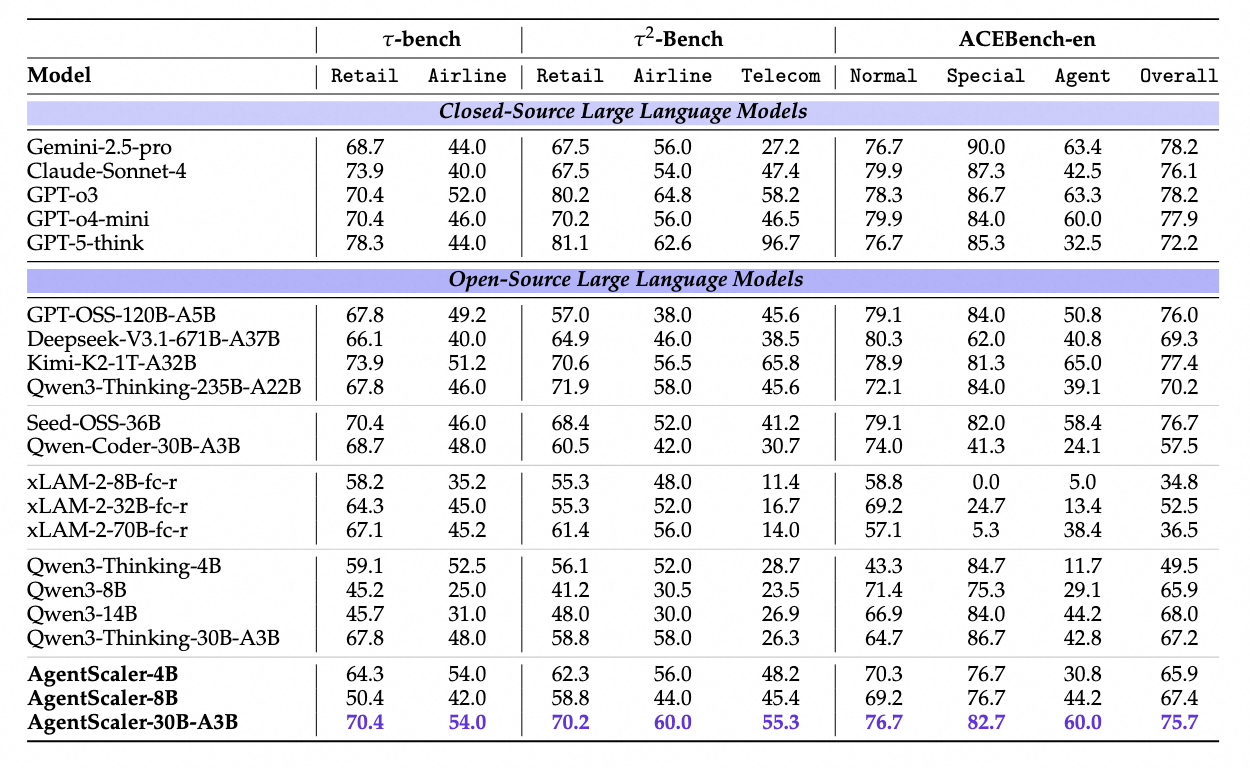 τ-bench τ²-Bench ACEBench-en
Model Retail Airline Retail Airline Telecom Normal Special Agent Overall
Closed-Source Large Language Models
Gemini-2.5-pro 68.7 44.0 67.5 56.0 27.2 76.7 90.0 63.4 78.2
Claude-Sonnet-4 73.9 40.0 67.5 54.0 47.4 79.9 87.3 42.5 76.1
GPT-o3 70.4 52.0 80.2 64.8 58.2 78.3 86.7 63.3 78.2
GPT-o4-mini 70.4 46.0 70.2 56.0 46.5 79.9 84.0 60.0 77.9
GPT-5-think 78.3 44.0 81.1 62.6 96.7 76.7 85.3 32.5 72.2
Open-Source Large Language Models
GPT-OSS-120B-A5B 67.8 49.2 57.0 38.0 45.6 79.1 84.0 50.8 76.0
Deepseek-V3.1-671B-A37B 66.1 40.0 64.9 46.0 38.5 80.3 62.0 40.8 69.3
Kimi-K2-1T-A32B 73.9 51.2 70.6 56.5 65.8 78.9 81.3 65.0 77.4
Qwen3-Thinking-235B-A22B 67.8 46.0 71.9 58.0 45.6 72.1 84.0 39.1 70.2
Seed-OSS-36B 70.4 46.0 68.4 52.0 41.2 79.1 82.0 58.4 76.7
Qwen-Coder-30B-A3B 68.7 48.0 60.5 42.0 30.7 74.0 41.3 24.1 57.5
xLAM-2-8B-fc-r 58.2 35.2 55.3 48.0 11.4 58.8 0.0 5.0 34.8
xLAM-2-32B-fc-r 64.3 45.0 55.3 52.0 16.7 69.2 24.7 13.4 52.5
xLAM-2-70B-fc-r 67.1 45.2 61.4 56.0 14.0 57.1 5.3 38.4 36.5
Qwen3-Thinking-4B 59.1 52.5 56.1 52.0 28.7 43.3 84.7 11.7 49.5
Qwen3-8B 45.2 25.0 41.2 30.5 23.5 71.4 75.3 29.1 65.9
Qwen3-14B 45.7 31.0 48.0 30.0 26.9 66.9 84.0 44.2 68.0
Qwen3-Thinking-30B-A3B 67.8 48.0 58.8 58.0 26.3 64.7 86.7 42.8 67.2
AgentScaler-4B 64.3 54.0 62.3 56.0 48.2 70.3 76.7 30.8 65.9
AgentScaler-8B 50.4 42.0 58.8 44.0 45.4 69.2 76.7 44.2 67.4
AgentScaler-30B-A3B 70.4 54.0 70.2 60.0 55.3 76.7 82.7 60.0 75.7